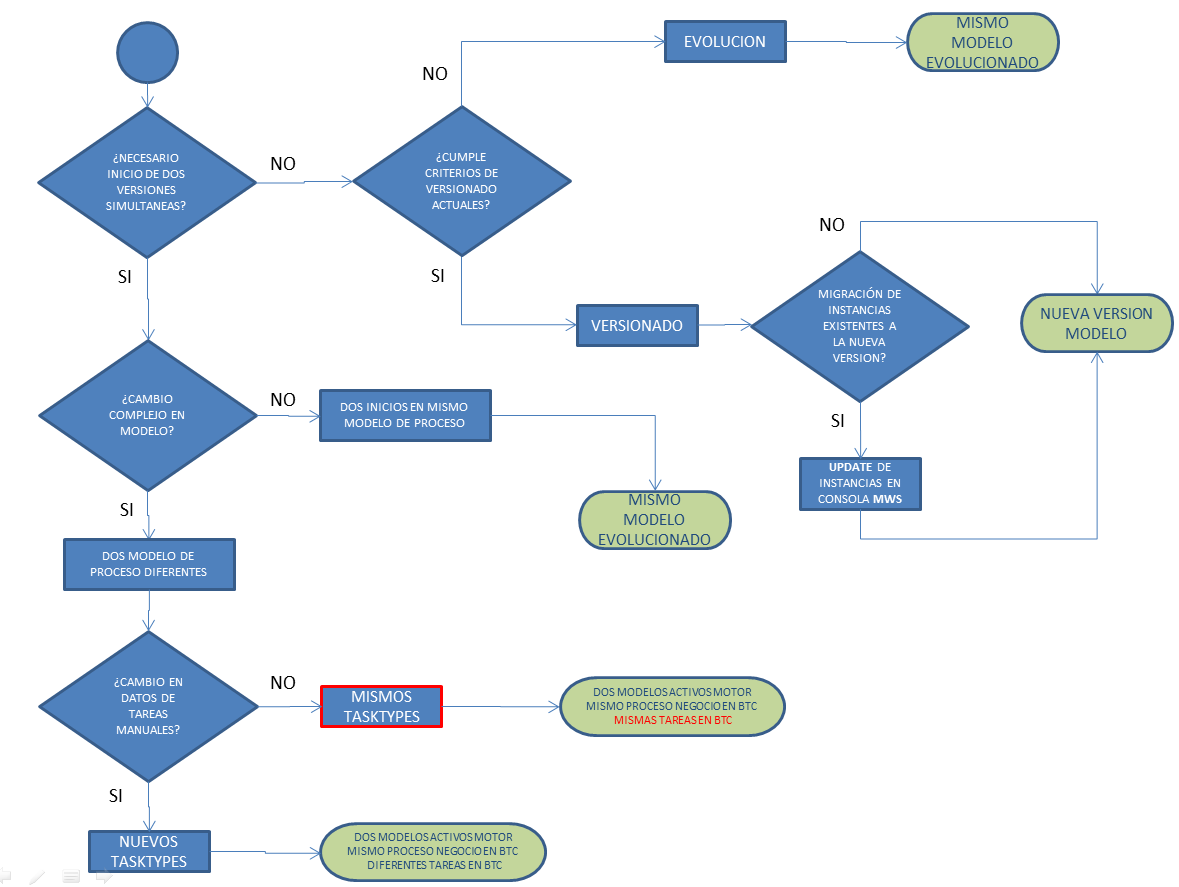 EVOLUCION
MISMO
MODELO
EVOLUCIONADO
NO
¿NECESARIO
INICIO DE DOS
VERSIONES
SIMULTANEAS?
NO
¿CUMPLE
CRITERIOS DE
VERSIONADO
ACTUALES?
SI
SI
VERSIONADO
NO
MIGRACIÓN DE
INSTANCIAS
EXISTENTES A
LA NUEVA
VERSION?
NUEVA VERSION
MODELO
SI
UPDATE DE
INSTANCIAS EN
CONSOLA MWS
¿CAMBIO
COMPLEJO EN
MODELO?
NO
DOS INICIOS EN MISMO
MODELO DE PROCESO
MISMO
MODELO
EVOLUCIONADO
SI
DOS MODELO DE
PROCESO DIFERENTES
¿CAMBIO EN
DATOS DE
TAREAS
MANUALES?
NO
MISMOS
TASKTYPES
DOS MODELOS ACTIVOS MOTOR
MISMO PROCESO NEGOCIO EN BTC
MISMAS TAREAS EN BTC
SI
NUEVOS
TASKTYPES
DOS MODELOS ACTIVOS MOTOR
MISMO PROCESO NEGOCIO EN BTC
DIFERENTES TAREAS EN BTC